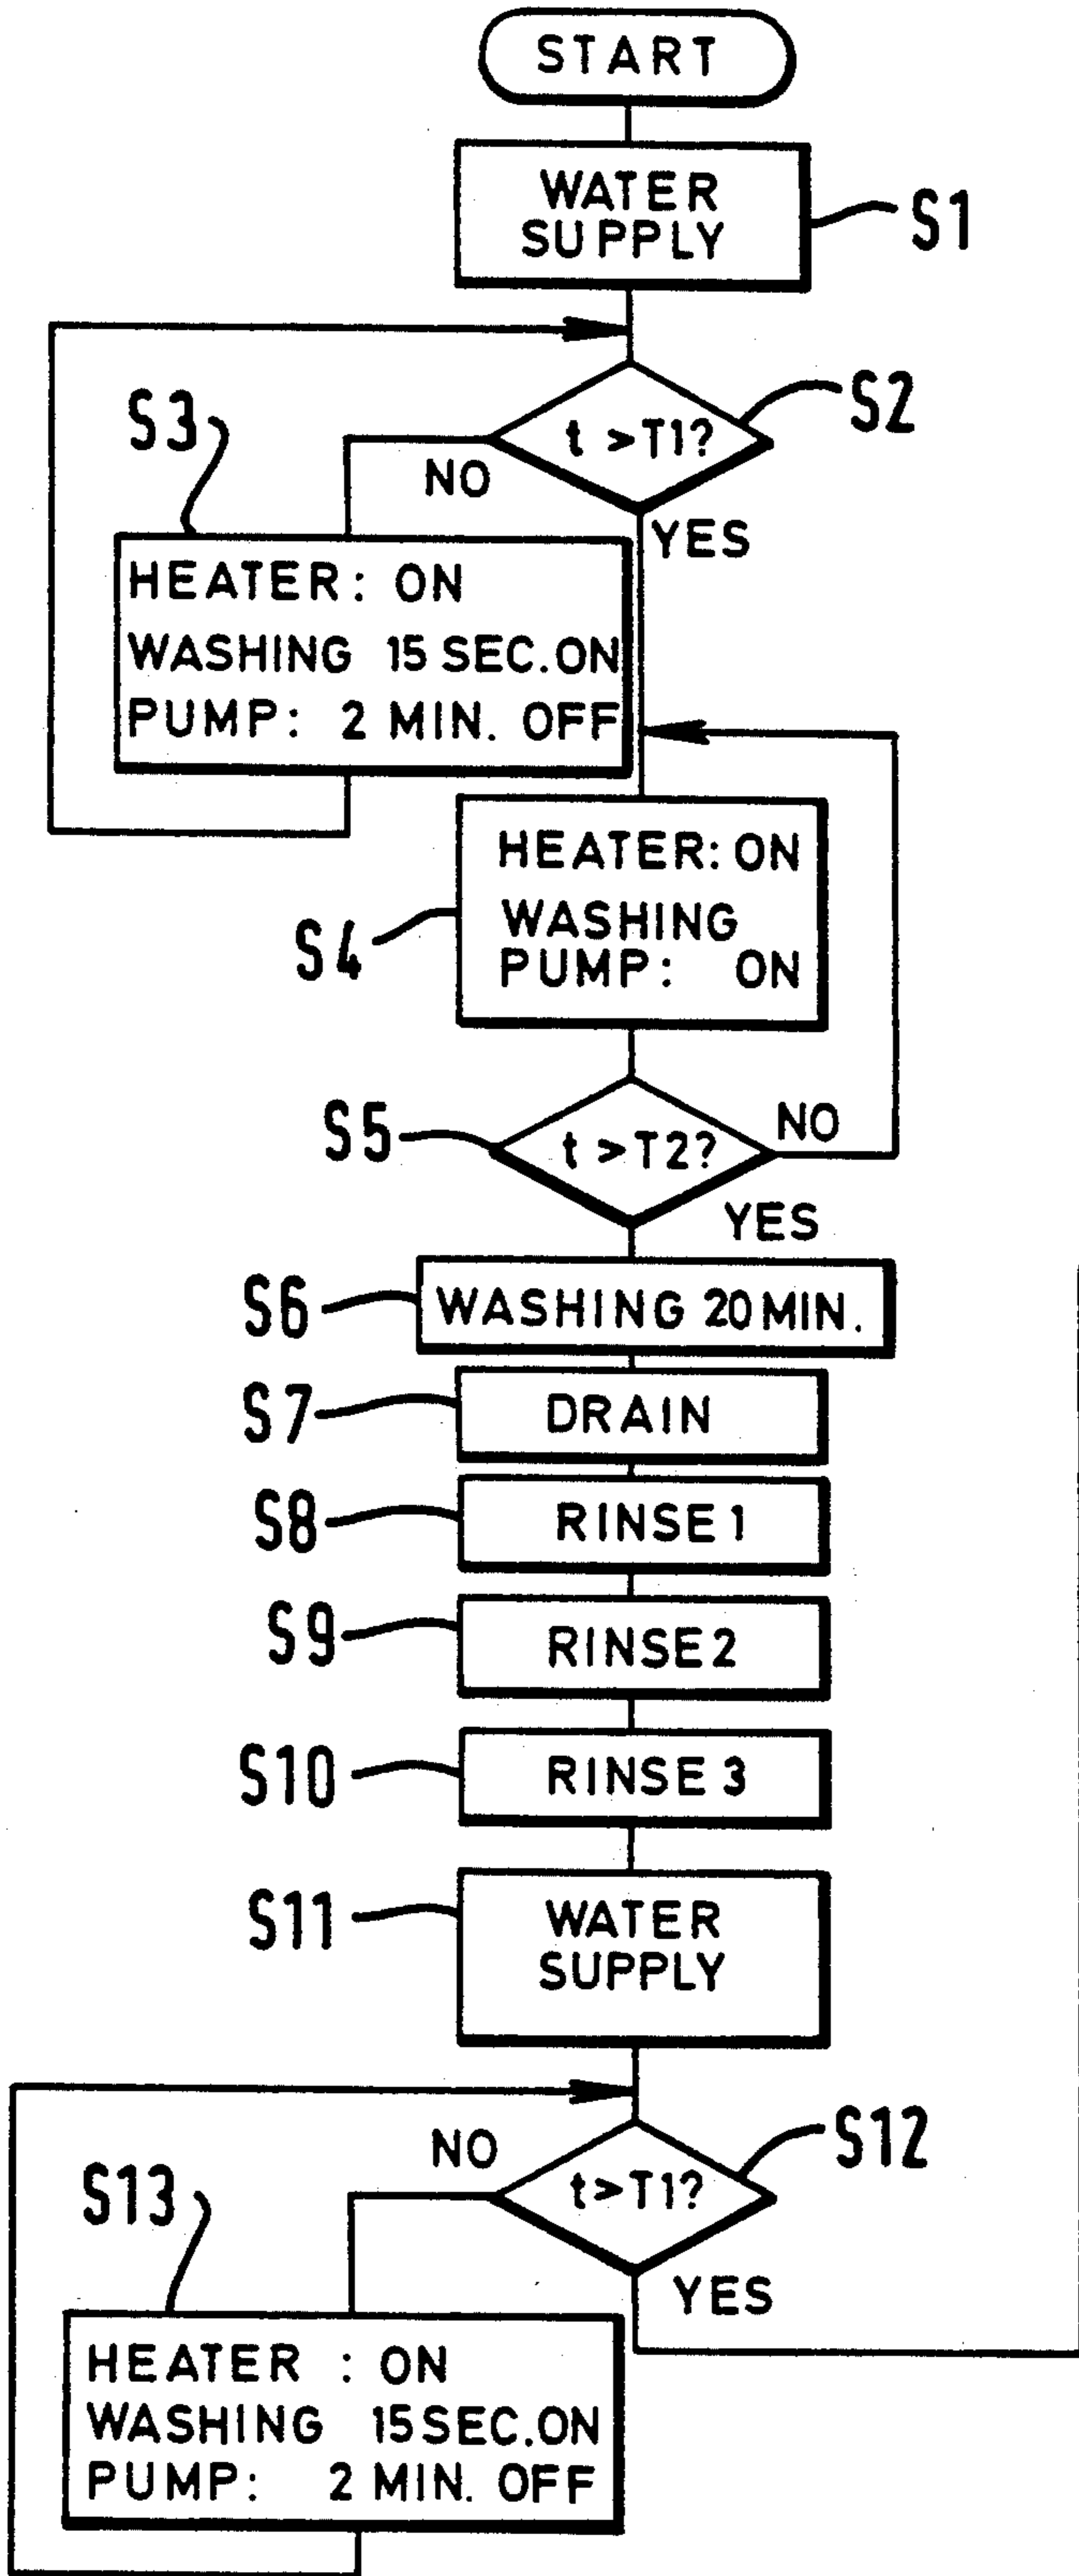 START
WATER
SUPPLY
S1
S2
t >T1?
S3
NO
YES
HEATER: ON
WASHING 15 SEC. ON
PUMP: 2 MIN. OFF
HEATER: ON
WASHING
PUMP: ON
S4
S5
t >T2?
NO
YES
S6
WASHING 20 MIN.
S7
DRAIN
S8
RINSE 1
S9
RINSE 2
S10
RINSE 3
S11
WATER
SUPPLY
NO
S12
t>T1?
S13
YES
HEATER : ON
WASHING 15 SEC. ON
PUMP: 2 MIN. OFF